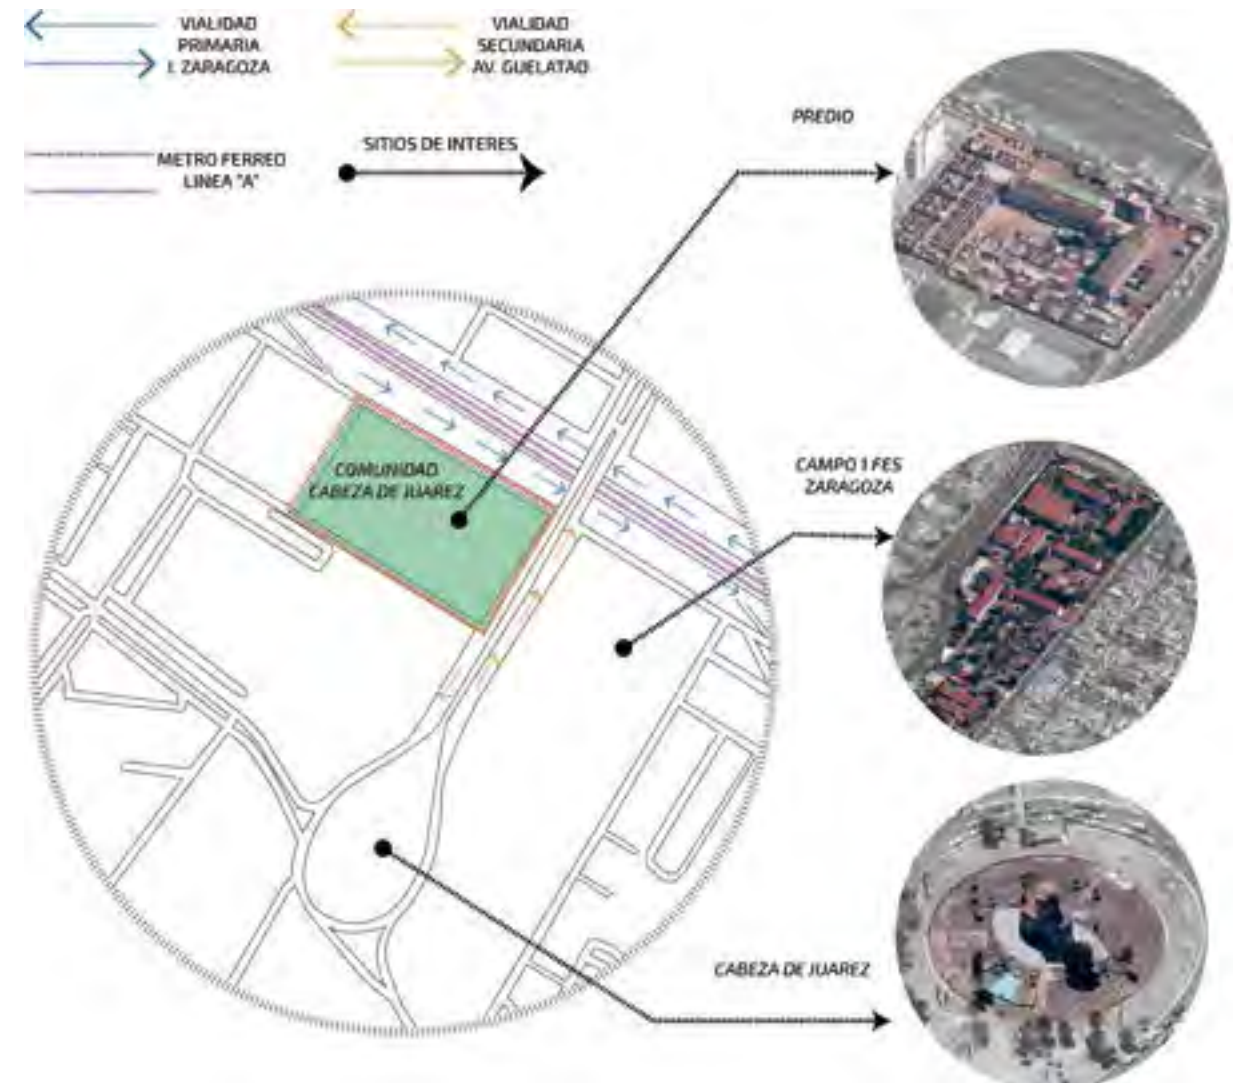 VIALIDAD
PRIMARIA
I. ZARAGOZA
VIALIDAD
SECUNDARIA
AV. GUELATAO
METRO FERREO
LINEA "A"
SITIOS DE INTERES
PREDIO
COMUNIDAD
CABEZA DE JUAREZ
CAMPO 1 FES
ZARAGOZA
CABEZA DE JUAREZ